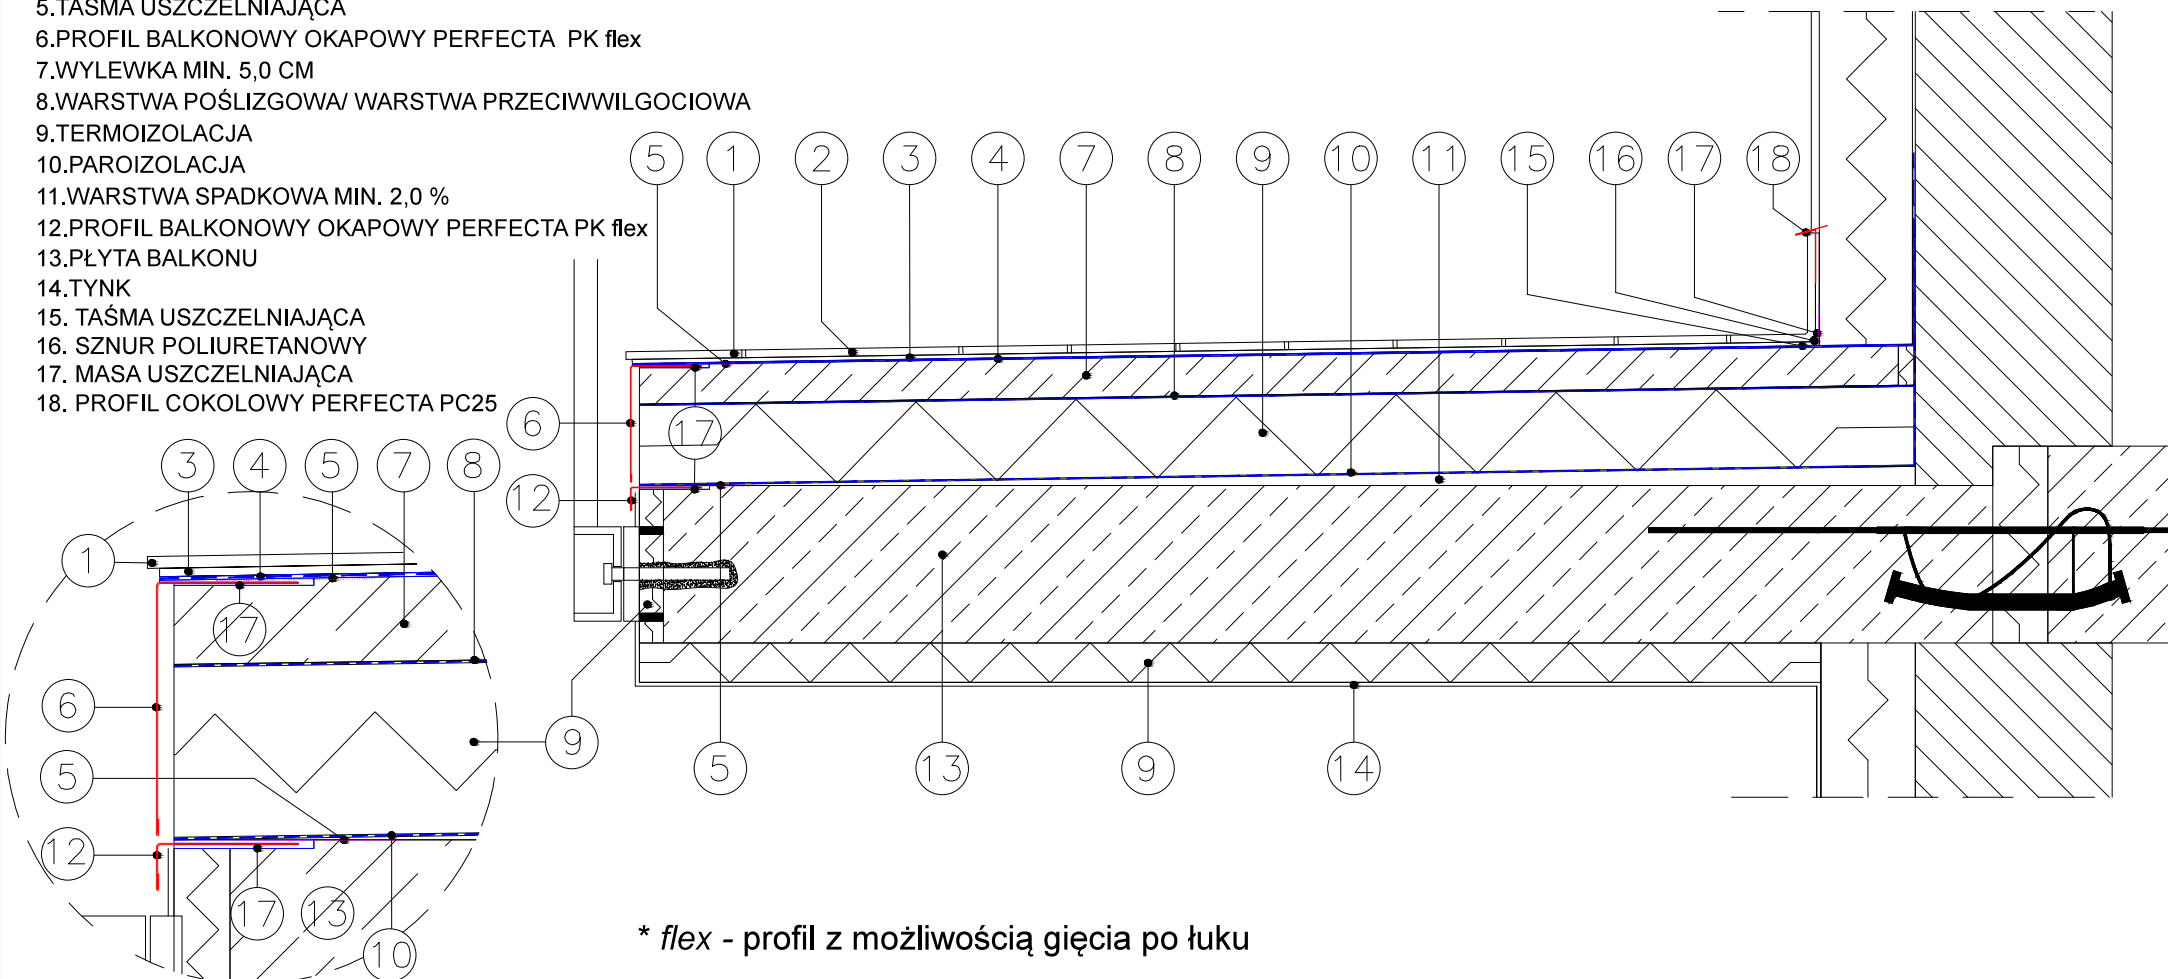 5.TAŚMA USZCZELNIAJĄCA
6.PROFIL BALKONOWY OKAPOWY PERFECTA PK flex
7.WYLEWKA MIN. 5,0 CM
8.WARSTWA POŚLIZGOWA/ WARSTWA PRZECIWWILGOCIOWA
9.TERMOIZOLACJA
10.PAROIZOLACJA
11.WARSTWA SPADKOWA MIN. 2,0 %
12.PROFIL BALKONOWY OKAPOWY PERFECTA PK flex
13.PŁYTA BALKONU
14.TYNK
15. TAŚMA USZCZELNIAJĄCA
16. SZNUR POLIURETANOWY
17. MASA USZCZELNIAJĄCA
18. PROFIL COKOLOWY PERFECTA PC25
5 1 2 3 4 7 8 9 10 11 15 16 17 18
6
17
12
3 4 5 7 8
1
17
6
9
5
12
17 13
10
5 13 9 14
* flex - profil z możliwością gięcia po łuku